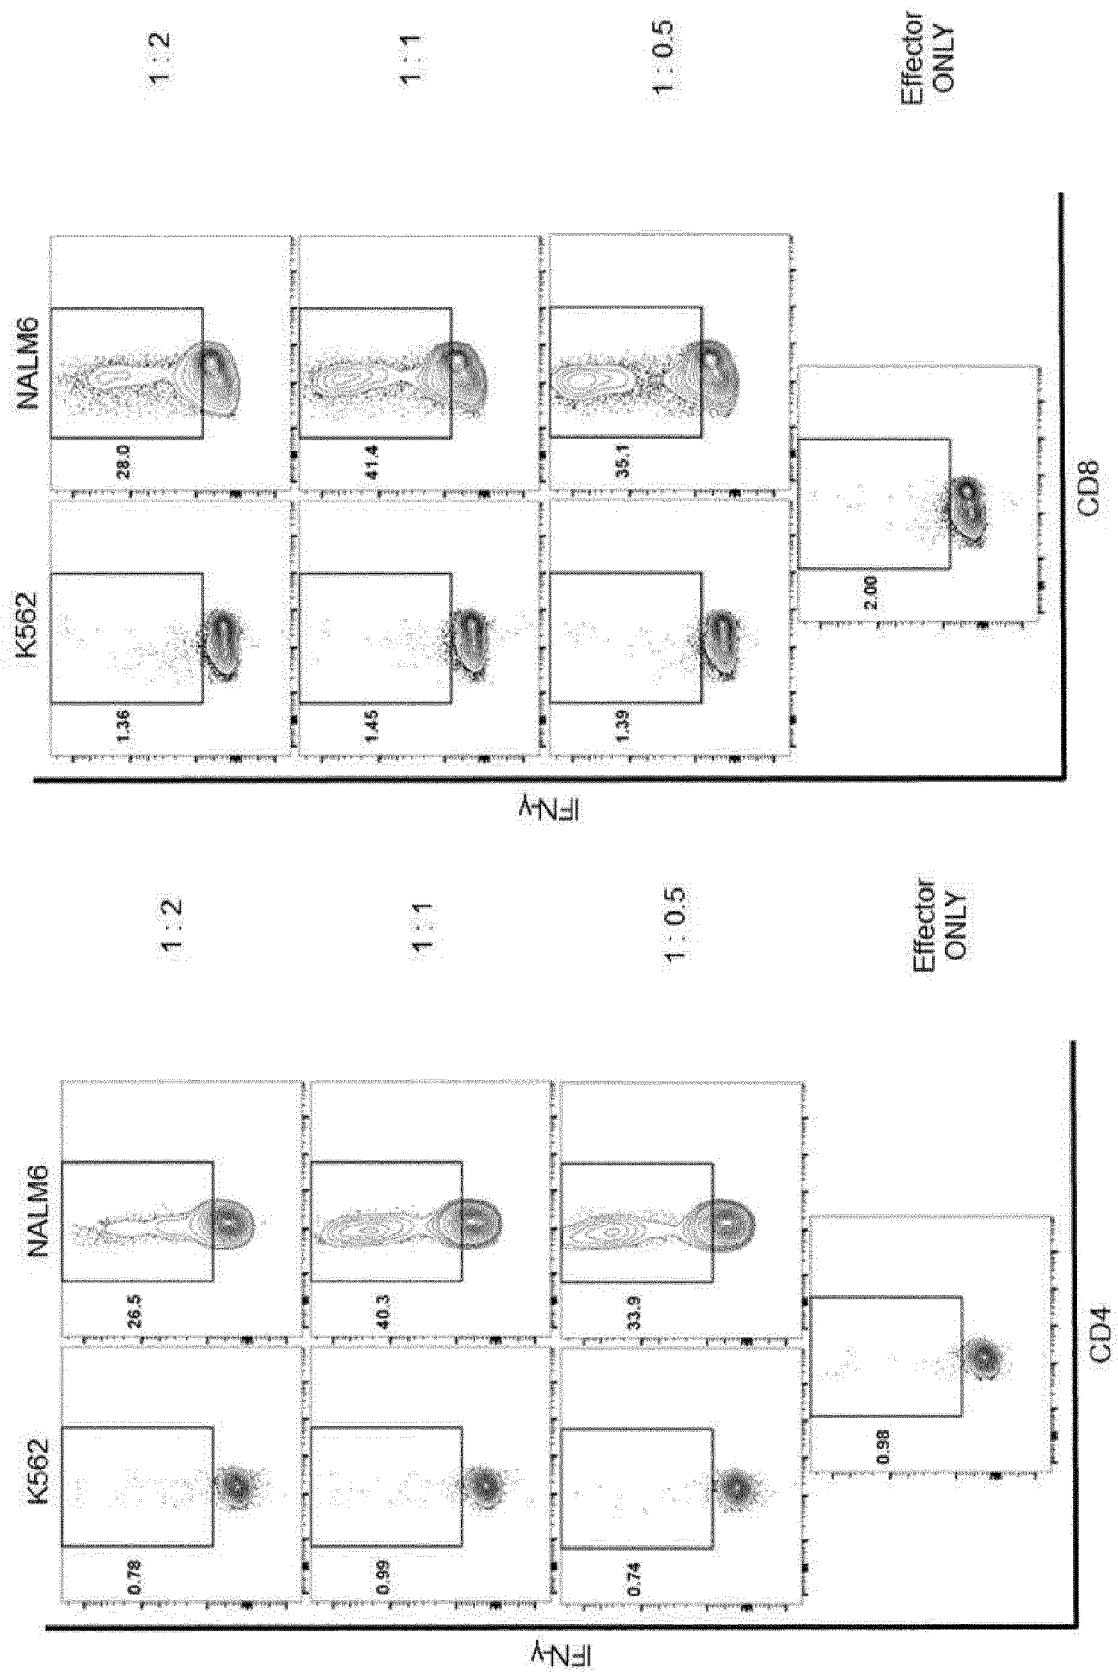 K562
NALM6
1.36
28.0
1 : 2
1.45
41.4
1 : 1
1.39
35.1
1 : 0.5
2.00
Effector
ONLY
IFN-γ
CD8
K562
NALM6
0.78
26.5
1 : 2
0.99
40.3
1 : 1
0.74
33.9
1 : 0.5
0.98
Effector
ONLY
IFN-γ
CD4